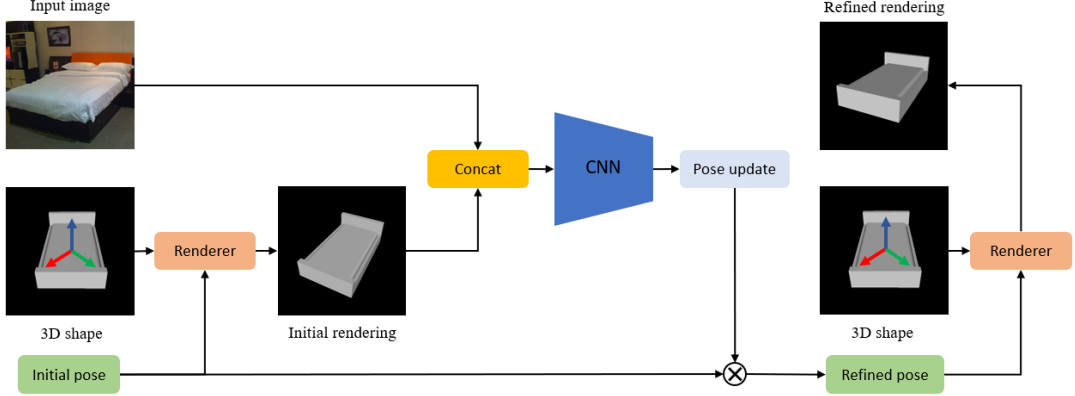 Input image
Refined rendering
Concat
CNN
Pose update
Renderer
Renderer
3D shape
Initial rendering
3D shape
Initial pose
Refined pose